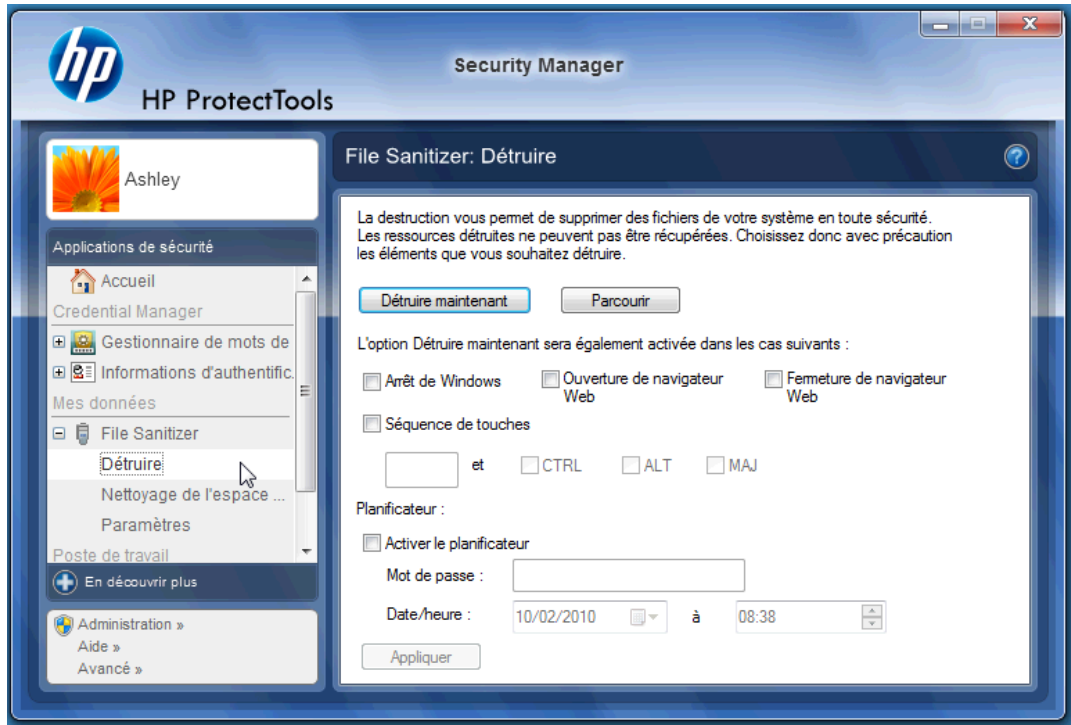 hp
HP ProtectTools
Security Manager
Ashley
Applications de sécurité
Accueil
Credential Manager
Gestionnaire de mots de
Informations d'authentific.
Mes données
File Sanitizer
Détruire
Nettoyage de l'espace ...
Paramètres
Poste de travail
En découvrir plus
Administration »
Aide »
Avancé »
File Sanitizer: Détruire
?
La destruction vous permet de supprimer des fichiers de votre système en toute sécurité.
Les ressources détruites ne peuvent pas être récupérées. Choisissez donc avec précaution
les éléments que vous souhaitez détruire.
Détruire maintenant Parcourir
L'option Détruire maintenant sera également activée dans les cas suivants :
Arrêt de Windows
Ouverture de navigateur
Web
Fermeture de navigateur
Web
Séquence de touches
et CTRL ALT MAJ
Planificateur :
Activer le planificateur
Mot de passe :
Date/heure : 10/02/2010 à 08:38
Appliquer